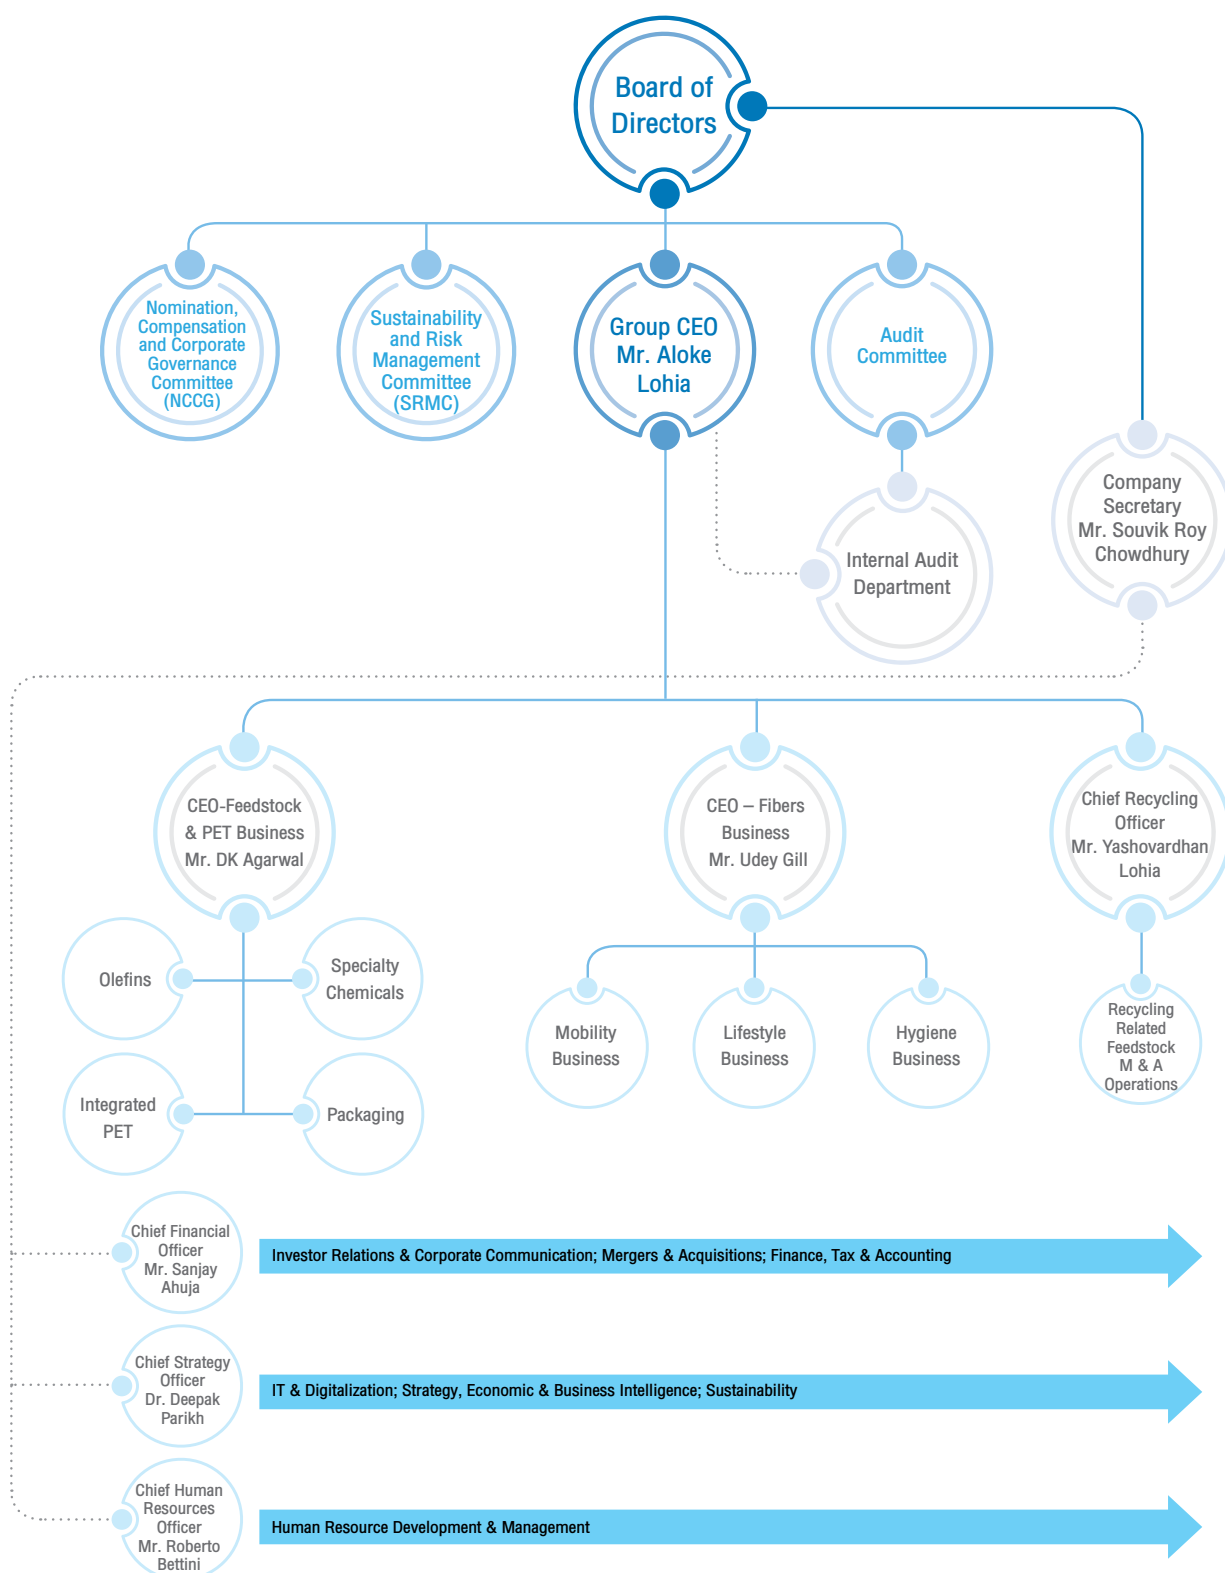 Board of
Directors
Nomination,
Compensation
and Corporate
Governance
Committee
(NCCG)
Sustainability
and Risk
Management
Committee
(SRMC)
Group CEO
Mr. Aloke
Lohia
Audit
Committee
Company
Secretary
Mr. Souvik Roy
Chowdhury
Internal Audit
Department
CEO-Feedstock
& PET Business
Mr. DK Agarwal
CEO – Fibers
Business
Mr. Udey Gill
Chief Recycling
Officer
Mr. Yashovardhan
Lohia
Olefins
Specialty
Chemicals
Integrated
PET
Packaging
Mobility
Business
Lifestyle
Business
Hygiene
Business
Recycling
Related
Feedstock
M & A
Operations
Chief Financial
Officer
Mr. Sanjay
Ahuja
Investor Relations & Corporate Communication; Mergers & Acquisitions; Finance, Tax & Accounting
Chief Strategy
Officer
Dr. Deepak
Parikh
IT & Digitalization; Strategy, Economic & Business Intelligence; Sustainability
Chief Human
Resources
Officer
Mr. Roberto
Bettini
Human Resource Development & Management